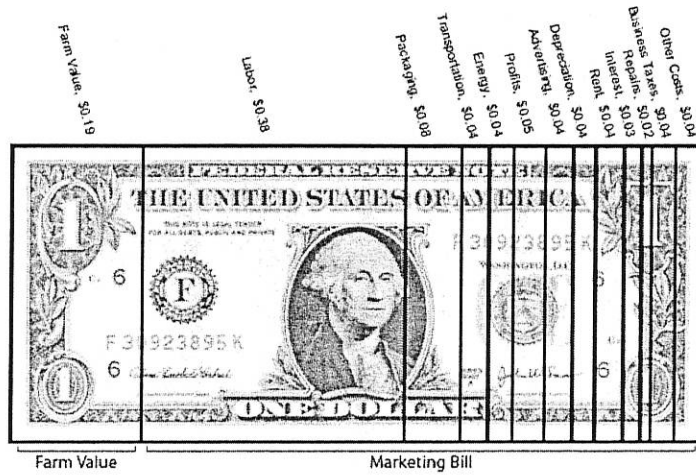 Farm Value, $0.19
Labor, $0.38
Packaging, $0.08
Transportation, $0.04
Energy, $0.04
Profits, $0.05
Advertising, $0.04
Depreciation, $0.04
Rent, $0.04
Interest, $0.03
Repairs, $0.02
Business Taxes, $0.04
Other Costs, $0.04
FEDERAL RESERVE NOTE
THE UNITED STATES OF AMERICA
THIS NOTE IS LEGAL TENDER
FOR ALL DEBTS, PUBLIC AND PRIVATE
F 30923895 K
WASHINGTON, D.C.
1
6
6
F
F 30923895 K
6
6
1
ONE DOLLAR
Farm Value
Marketing Bill